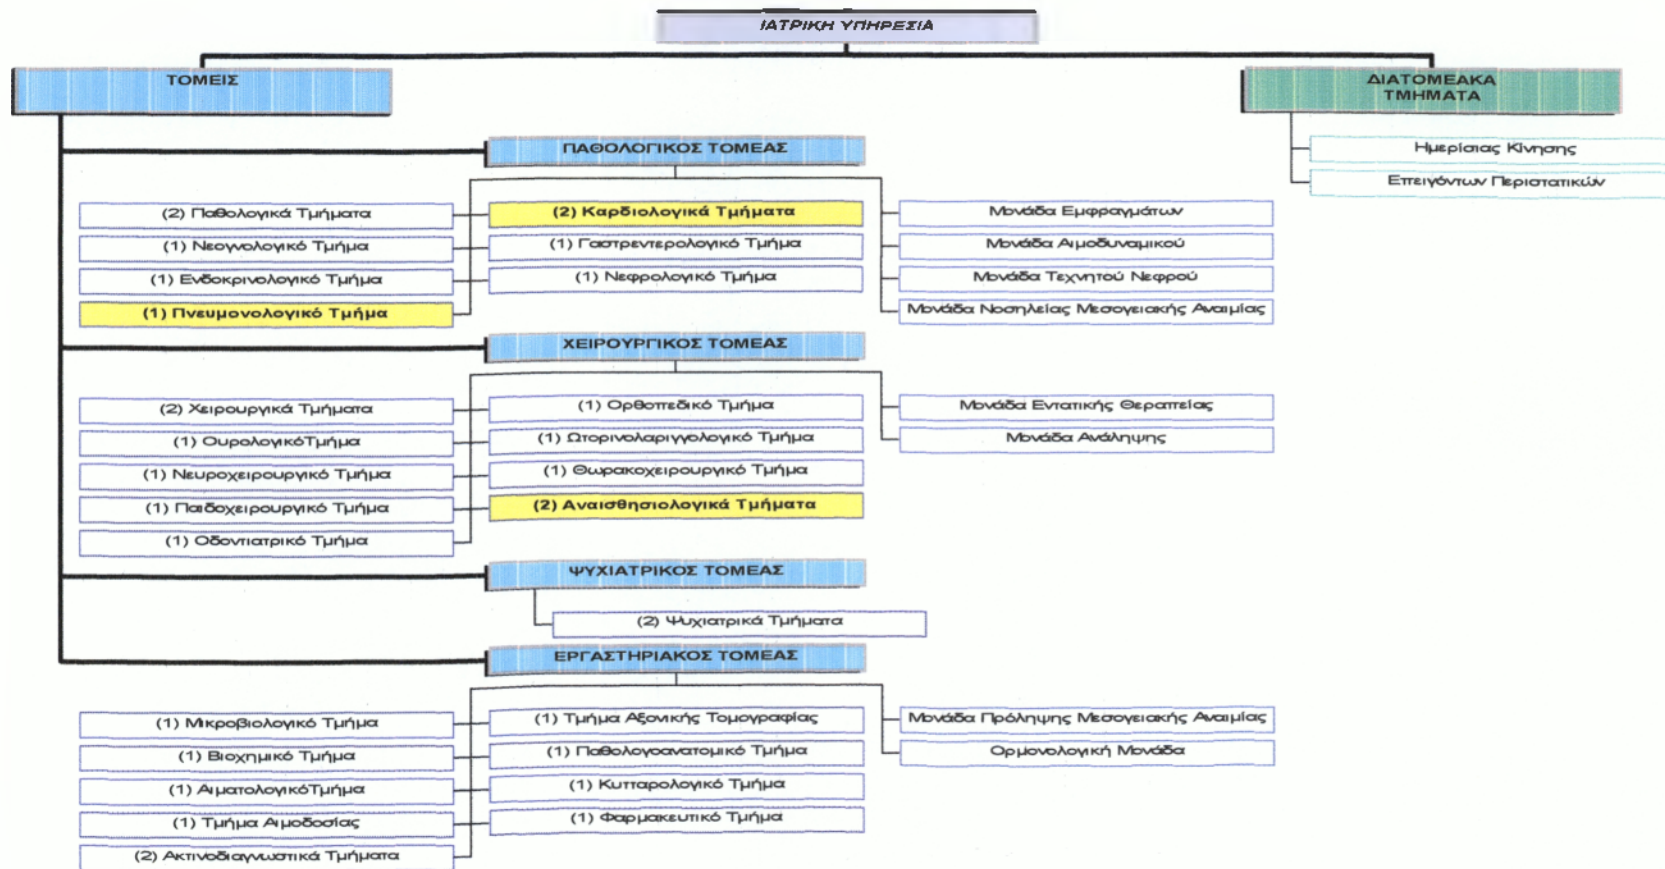 ΙΑΤΡΙΚΗ ΥΠΗΡΕΣΙΑ
ΤΟΜΕΙΣ
ΔΙΑΤΟΜΕΑΚΑ
ΤΜΗΜΑΤΑ
Ημερίσιας Κίνησης
Επειγόντων Περιστατικών
ΠΑΘΟΛΟΓΙΚΟΣ ΤΟΜΕΑΣ
(2) Παθολογικά Τμήματα
(1) Νεογνολογικό Τμήμα
(1) Ενδοκρινολογικό Τμήμα
(1) Πνευμονολογικό Τμήμα
(2) Καρδιολογικά Τμήματα
(1) Γαστρεντερολογικό Τμήμα
(1) Νεφρολογικό Τμήμα
Μονάδα Εμφραγμάτων
Μονάδα Αιμοδυναμικού
Μονάδα Τεχνητού Νεφρού
Μονάδα Νοσηλείας Μεσογειακής Αναιμίας
ΧΕΙΡΟΥΡΓΙΚΟΣ ΤΟΜΕΑΣ
(2) Χειρουργικά Τμήματα
(1) ΟυρολογικόΤμήμα
(1) Νευροχειρουργικό Τμήμα
(1) Παιδοχειρουργικό Τμήμα
(1) Οδοντιατρικό Τμήμα
(1) Ορθοπεδικό Τμήμα
(1) Ωτορινολαριγγολογικό Τμήμα
(1) Θωρακοχειρουργικό Τμήμα
(2) Αναισθησιολογικά Τμήματα
Μονάδα Εντατικής Θεραπείας
Μονάδα Ανάληψης
ΨΥΧΙΑΤΡΙΚΟΣ ΤΟΜΕΑΣ
(2) Ψυχιατρικά Τμήματα
ΕΡΓΑΣΤΗΡΙΑΚΟΣ ΤΟΜΕΑΣ
(1) Μικροβιολογικό Τμήμα
(1) Βιοχημικό Τμήμα
(1) ΑιματολογικόΤμήμα
(1) Τμήμα Αιμοδοσίας
(2) Ακτινοδιαγνωστικά Τμήματα
(1) Τμήμα Αξονικής Τομογραφίας
(1) Παθολογοανατομικό Τμήμα
(1) Κυτταρολογικό Τμήμα
(1) Φαρμακευτικό Τμήμα
Μονάδα Πρόληψης Μεσογειακής Αναιμίας
Ορμονολογική Μονάδα